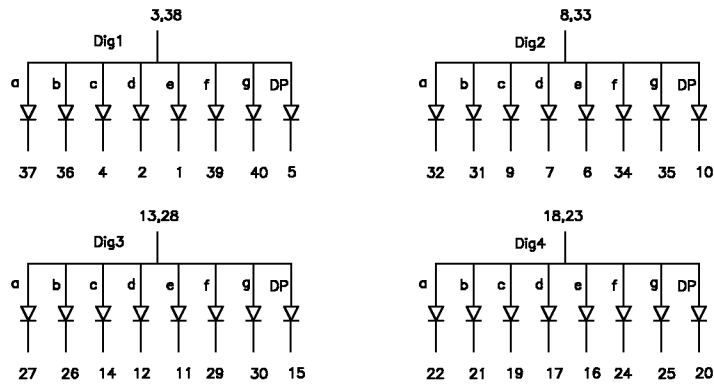 3,38
Dig1
a b c d e f g DP
37 36 4 2 1 39 40 5
8,33
Dig2
a b c d e f g DP
32 31 9 7 6 34 35 10
13,28
Dig3
a b c d e f g DP
27 26 14 12 11 29 30 15
18,23
Dig4
a b c d e f g DP
22 21 19 17 16 24 25 20